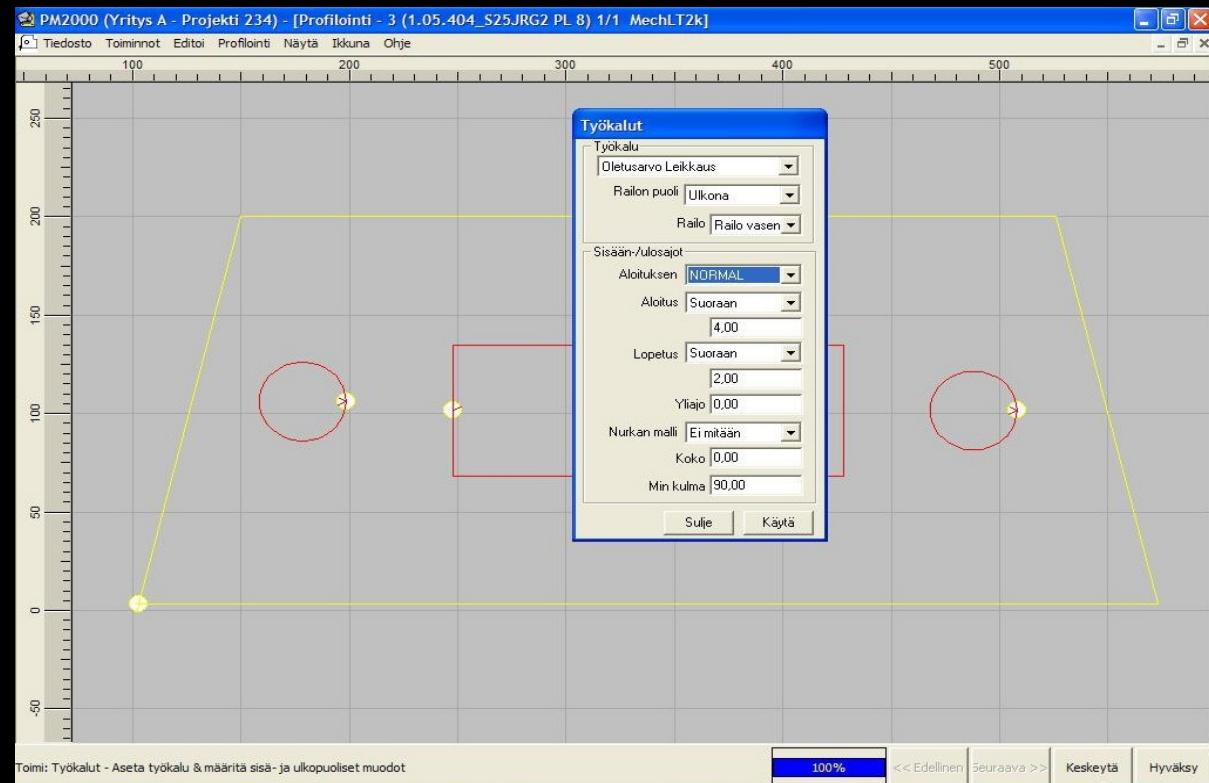 PM2000 (Yritys A - Projekti 234) - [Profilointi - 3 (1.05.404_S25JRG2 PL 8) 1/1 MechLT2k]
Tiedosto Toiminnot Editoi Profilointi Näytä Ikkuna Ohje
100 200 300 400 500
250
200
150
100
50
0
-50
Työkalut
Työkalu
Oletusarvo Leikkaus
Railon puoli Ulkona
Railo Railo vasen
Sisään-/ulosajot
Aloituksen NORMAL
Aloitus Suoraan
4,00
Lopetus Suoraan
2,00
Yliajo 0,00
Nurkan malli Ei mitään
Koko 0,00
Min kulma 90,00
Sulje Käytä
Toimi: Työkalut - Aseta työkalu & määritä sisä- ja ulkopuoliset muodot 100% << Edellinen Seuraava >> Keskeytä Hyväksy